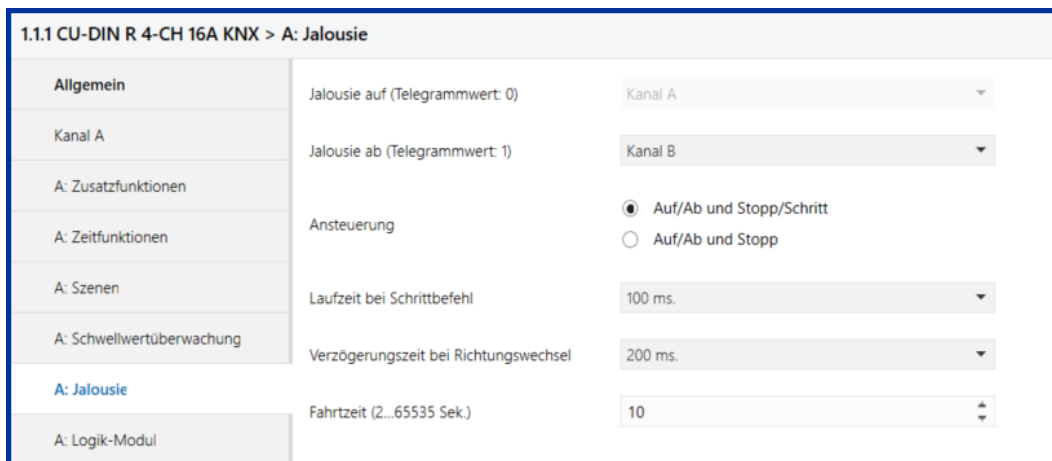 1.1.1 CU-DIN R 4-CH 16A KNX > A: Jalousie
Allgemein
Kanal A
A: Zusatzfunktionen
A: Zeitfunktionen
A: Szenen
A: Schwellwertüberwachung
A: Jalousie
A: Logik-Modul
Jalousie auf (Telegrammwert: 0)
Kanal A
Jalousie ab (Telegrammwert: 1)
Kanal B
Ansteuerung
Auf/Ab und Stopp/Schritt
Auf/Ab und Stopp
Laufzeit bei Schrittbefehl
100 ms.
Verzögerungszeit bei Richtungswechsel
200 ms.
Fahrtzeit (2...65535 Sek.)
10